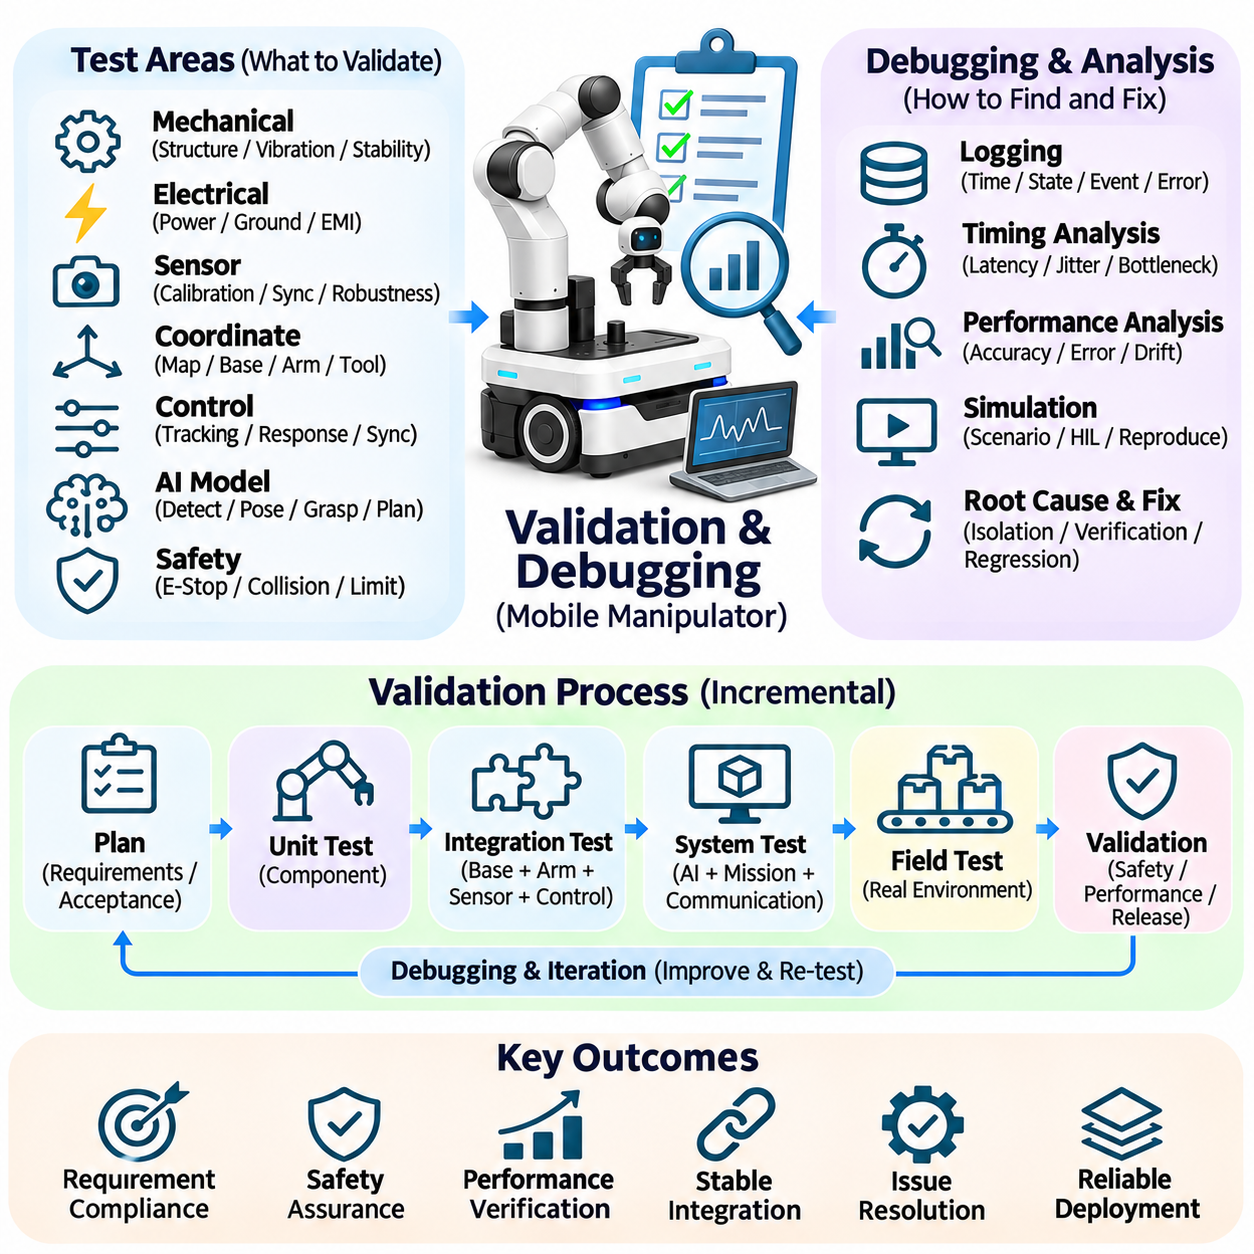 Test Areas (What to Validate)
Mechanical
(Structure / Vibration / Stability)
Electrical
(Power / Ground / EMI)
Sensor
(Calibration / Sync / Robustness)
Coordinate
(Map / Base / Arm / Tool)
Control
(Tracking / Response / Sync)
AI Model
(Detect / Pose / Grasp / Plan)
Safety
(E-Stop / Collision / Limit)
Validation &
Debugging
(Mobile Manipulator)
Debugging & Analysis
(How to Find and Fix)
Logging
(Time / State / Event / Error)
Timing Analysis
(Latency / Jitter / Bottleneck)
Performance Analysis
(Accuracy / Error / Drift)
Simulation
(Scenario / HIL / Reproduce)
Root Cause & Fix
(Isolation / Verification /
Regression)
Validation Process (Incremental)
Plan
(Requirements /
Acceptance)
Unit Test
(Component)
Integration Test
(Base + Arm +
Sensor + Control)
System Test
(AI + Mission +
Communication)
Field Test
(Real Environment)
Validation
(Safety /
Performance /
Release)
Debugging & Iteration (Improve & Re-test)
Key Outcomes
Requirement
Compliance
Safety
Assurance
Performance
Verification
Stable
Integration
Issue
Resolution
Reliable
Deployment